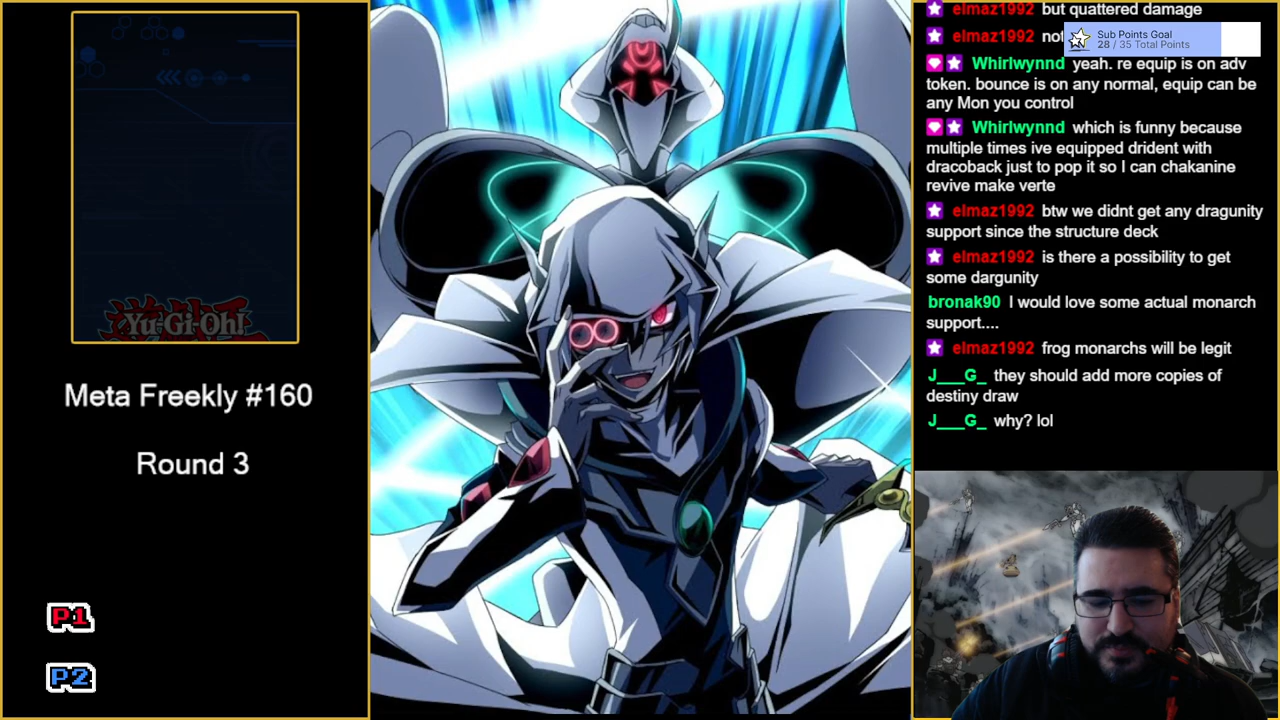 Yu-Gi-Oh!
Meta Freekly #160
Round 3
P1
P2
elmaz1992 but quattered damage
elmaz1992 not
Sub Points Goal
28 / 35 Total Points
Whirlwynnd yeah. re equip is on adv
token. bounce is on any normal, equip can be
any Mon you control
Whirlwynnd which is funny because
multiple times ive equipped drident with
dracoback just to pop it so I can chakanine
revive make verte
elmaz1992 btw we didnt get any dragunity
support since the structure deck
elmaz1992 is there a possibility to get
some dargunity
bronak90 I would love some actual monarch
support....
elmaz1992 frog monarchs will be legit
J___G_ they should add more copies of
destiny draw
J___G_ why? lol